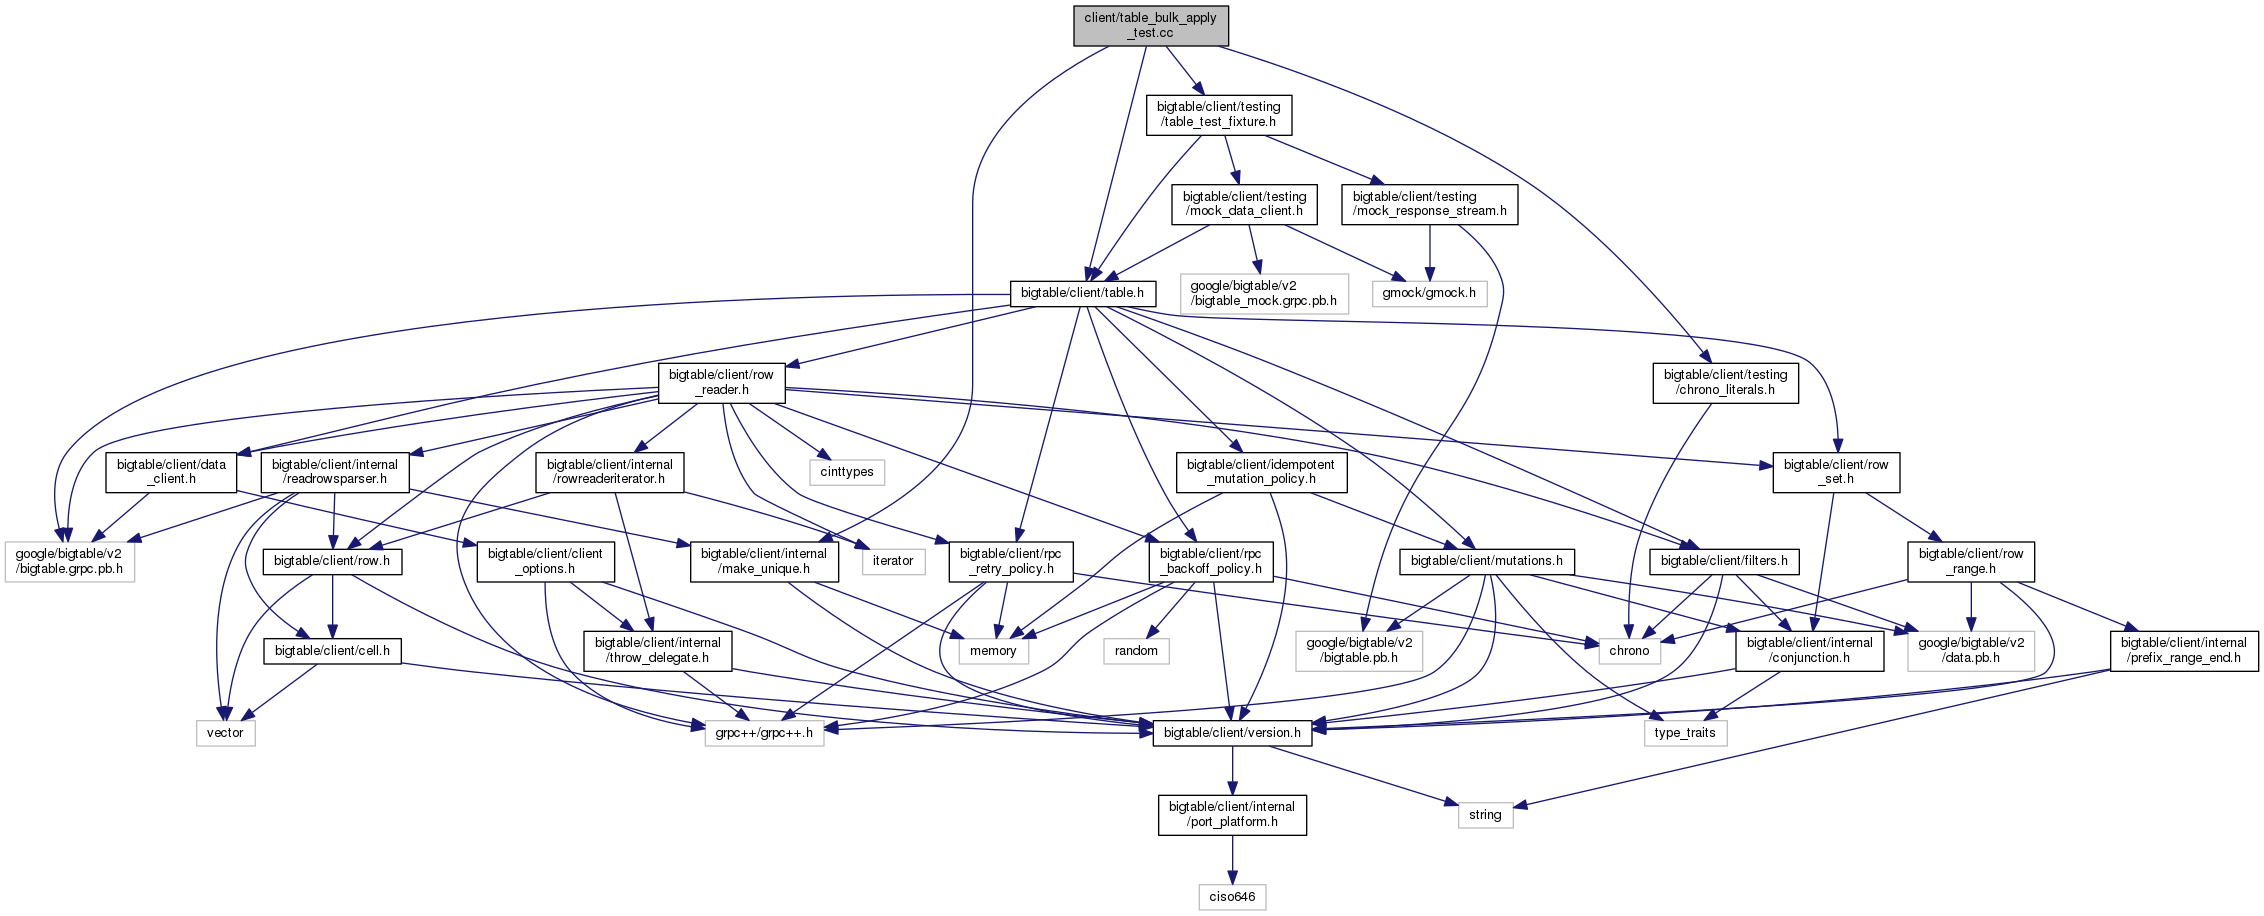 client/table_bulk_apply
_test.cc
bigtable/client/testing
/table_test_fixture.h
bigtable/client/testing
/mock_data_client.h
bigtable/client/testing
/mock_response_stream.h
bigtable/client/table.h
google/bigtable/v2
/bigtable_mock.grpc.pb.h
gmock/gmock.h
bigtable/client/row
_reader.h
bigtable/client/testing
/chrono_literals.h
bigtable/client/data
_client.h
bigtable/client/internal
/readrowsparser.h
bigtable/client/internal
/rowreaderiterator.h
cinttypes
bigtable/client/idempotent
_mutation_policy.h
bigtable/client/row
_set.h
google/bigtable/v2
/bigtable.grpc.pb.h
bigtable/client/row.h
bigtable/client/client
_options.h
bigtable/client/internal
/make_unique.h
iterator
bigtable/client/rpc
_retry_policy.h
bigtable/client/rpc
_backoff_policy.h
bigtable/client/mutations.h
bigtable/client/filters.h
bigtable/client/row
_range.h
bigtable/client/cell.h
bigtable/client/internal
/throw_delegate.h
memory
random
google/bigtable/v2
/bigtable.pb.h
chrono
bigtable/client/internal
/conjunction.h
google/bigtable/v2
/data.pb.h
bigtable/client/internal
/prefix_range_end.h
vector
grpc++/grpc++.h
bigtable/client/version.h
type_traits
bigtable/client/internal
/port_platform.h
string
ciso646